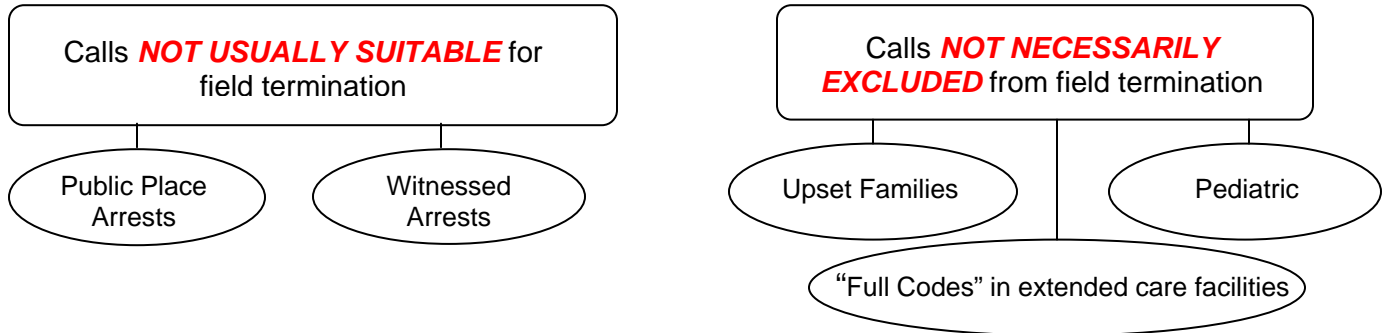 Calls NOT USUALLY SUITABLE for
field termination
Public Place
Arrests
Witnessed
Arrests
Calls NOT NECESSARILY
EXCLUDED from field termination
Upset Families
Pediatric
“Full Codes” in extended care facilities